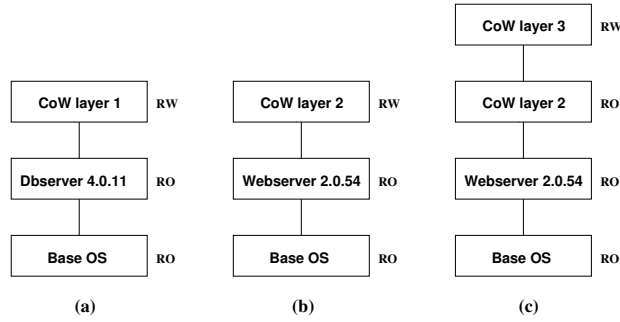 CoW layer 3 RW
CoW layer 1 RW
CoW layer 2 RW
CoW layer 2 RO
Dbserver 4.0.11 RO
Webserver 2.0.54 RO
Webserver 2.0.54 RO
Base OS RO
Base OS RO
Base OS RO
(a)
(b)
(c)